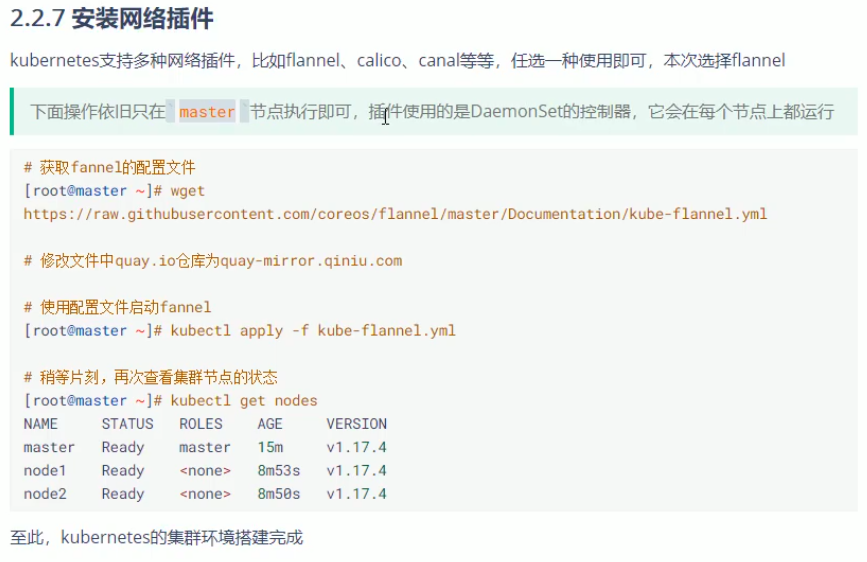 2.2.7 安装网络插件
kubernetes支持多种网络插件，比如flannel、calico、canal等等，任选一种使用即可，本次选择flannel
下面操作依旧只在`master`节点执行即可，插件使用的是DaemonSet的控制器，它会在每个节点上都运行
# 获取fannel的配置文件
[root@master ~]# wget
https://raw.githubusercontent.com/coreos/flannel/master/Documentation/kube-flannel.yml
# 修改文件中quay.io仓库为quay-mirror.qiniu.com
# 使用配置文件启动fannel
[root@master ~]# kubectl apply -f kube-flannel.yml
# 稍等片刻，再次查看集群节点的状态
[root@master ~]# kubectl get nodes
NAME     STATUS   ROLES    AGE     VERSION
master   Ready    master   15m     v1.17.4
node1    Ready    <none>   8m53s   v1.17.4
node2    Ready    <none>   8m50s   v1.17.4
至此，kubernetes的集群环境搭建完成